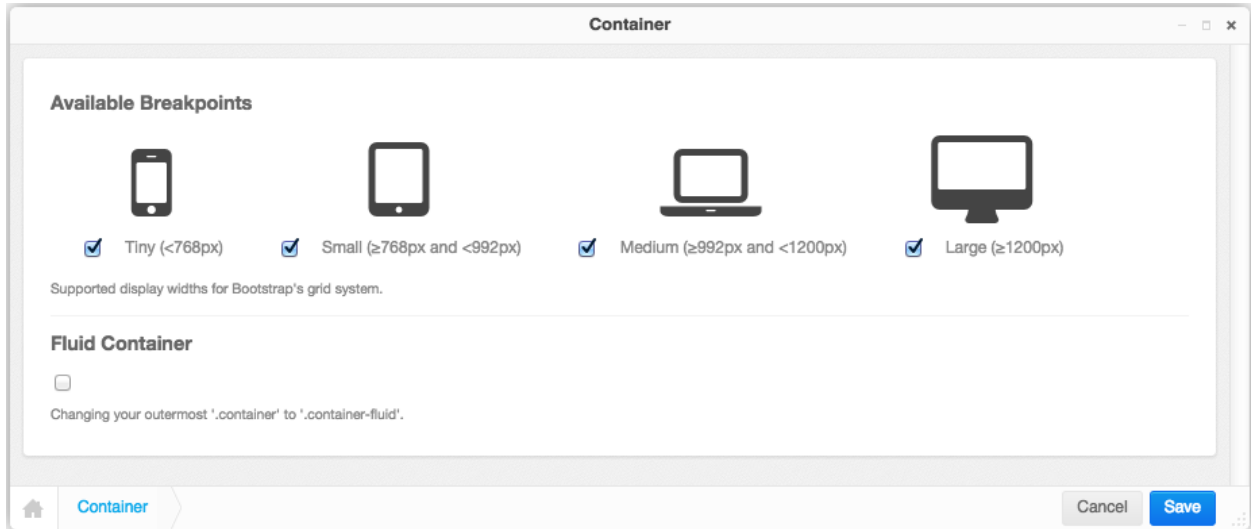 Container
Available Breakpoints
Tiny (<768px) Small (≥768px and <992px) Medium (≥992px and <1200px) Large (≥1200px)
Supported display widths for Bootstrap's grid system.
Fluid Container
Changing your outermost '.container' to '.container-fluid'.
Container Cancel Save